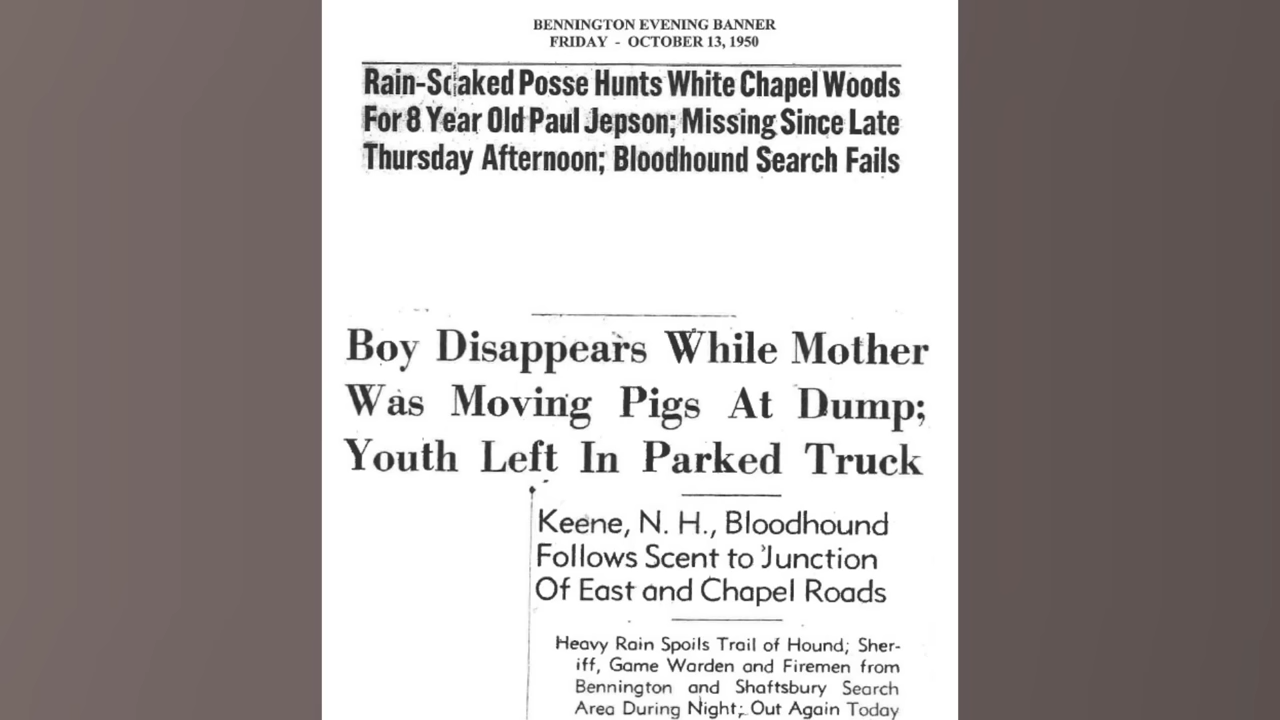 BENNINGTON EVENING BANNER
FRIDAY - OCTOBER 13, 1950
Rain-Soaked Posse Hunts White Chapel Woods
For 8 Year Old Paul Jepson; Missing Since Late
Thursday Afternoon; Bloodhound Search Fails
Boy Disappears While Mother
Was Moving Pigs At Dump;
Youth Left In Parked Truck
Keene, N. H., Bloodhound
Follows Scent to Junction
Of East and Chapel Roads
Heavy Rain Spoils Trail of Hound; Sher-
iff, Game Warden and Firemen from
Bennington and Shaftsbury Search
Area During Night; Out Again Today